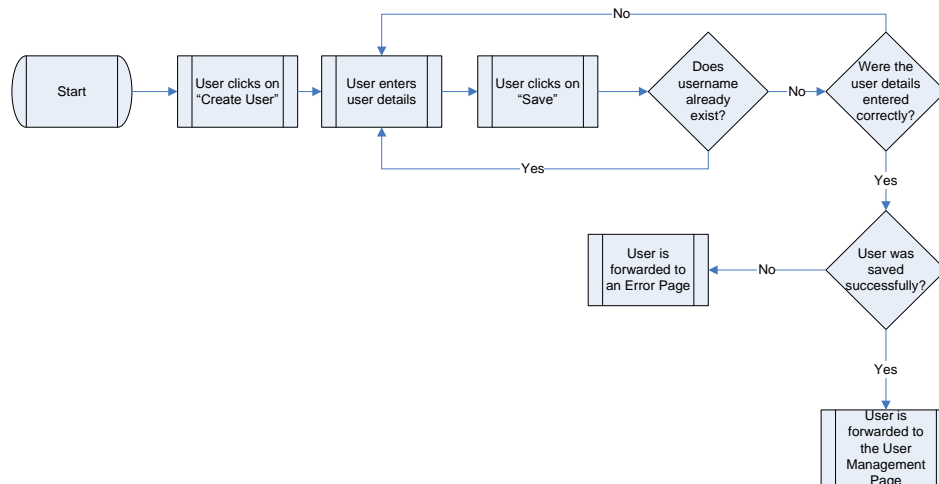 No
Start
User clicks on
“Create User”
User enters
user details
User clicks on
“Save”
Does
username
already
exist?
No
Were the
user details
entered
correctly?
Yes
Yes
User is
forwarded to
an Error Page
No
User was
saved
successfully?
Yes
User is
forwarded to
the User
Management
Page